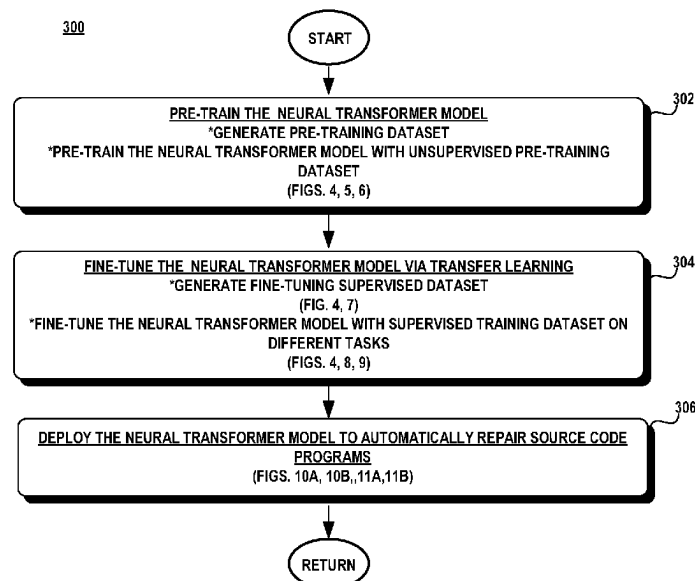 300
START
302
PRE-TRAIN THE NEURAL TRANSFORMER MODEL
*GENERATE PRE-TRAINING DATASET
*PRE-TRAIN THE NEURAL TRANSFORMER MODEL WITH UNSUPERVISED PRE-TRAINING
DATASET
(FIGS. 4, 5, 6)
304
FINE-TUNE THE NEURAL TRANSFORMER MODEL VIA TRANSFER LEARNING
*GENERATE FINE-TUNING SUPERVISED DATASET
(FIG. 4, 7)
*FINE-TUNE THE NEURAL TRANSFORMER MODEL WITH SUPERVISED TRAINING DATASET ON
DIFFERENT TASKS
(FIGS. 4, 8, 9)
306
DEPLOY THE NEURAL TRANSFORMER MODEL TO AUTOMATICALLY REPAIR SOURCE CODE
PROGRAMS
(FIGS. 10A, 10B,,11A,11B)
RETURN